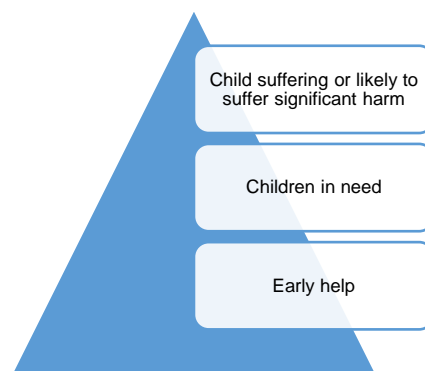 Child suffering or likely to
suffer significant harm
Children in need
Early help